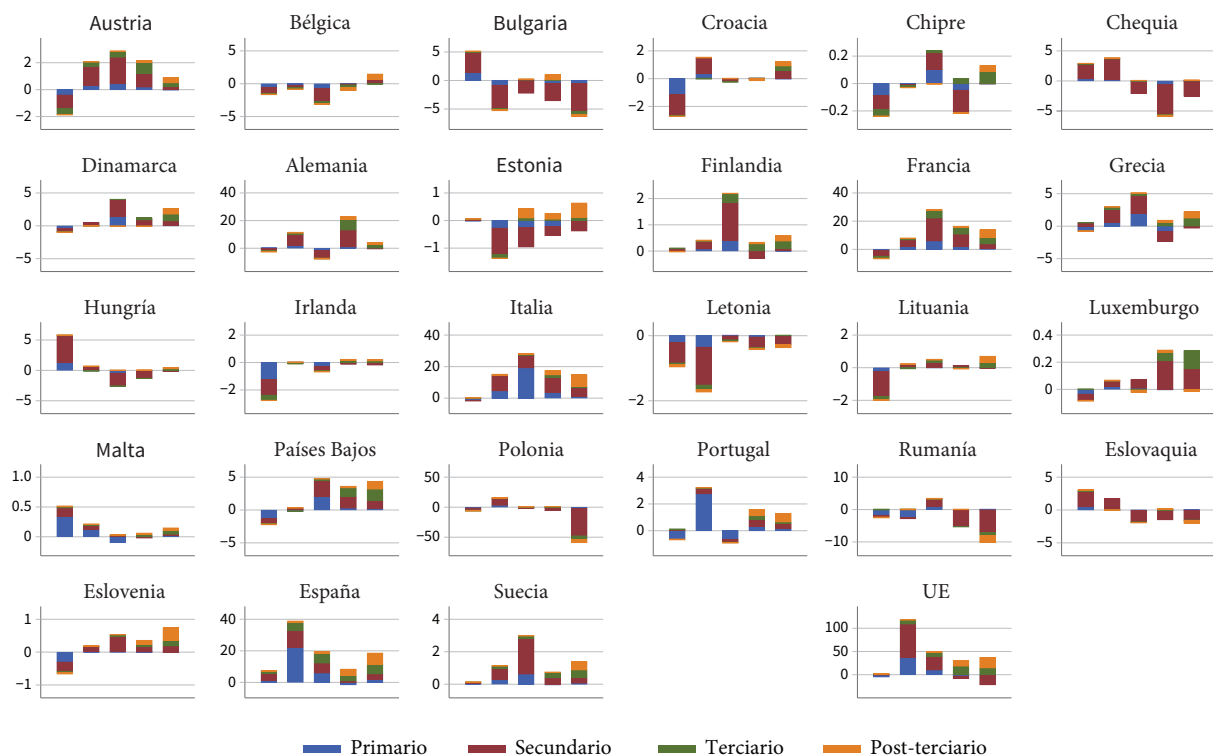 Austria Bélgica Bulgaria Croacia Chipre Chequia
2 0 −2
5 0 −5
5 0 −5
2 0 −2
0.2 0 −0.2
5 0 −5
Dinamarca Alemania Estonia Finlandia Francia Grecia
5 0 −5
40 20 0
1 0 −1
2 1 0
40 20 0
5 0 −5
Hungría Irlanda Italia Letonia Lituania Luxemburgo
5 0 −5
2 0 −2
40 20 0
0 −2
2 0 −2
0.4 0.2 0
Malta Países Bajos Polonia Portugal Rumanía Eslovaquia
1.0 0.5 0
5 0 −5
50 0 −50
4 2 0
10 0 −10
5 0 −5
Eslovenia España Suecia UE
1 0 −1
40 20 0
4 2 0
100 50 0
Primario Secundario Terciario Post-terciario